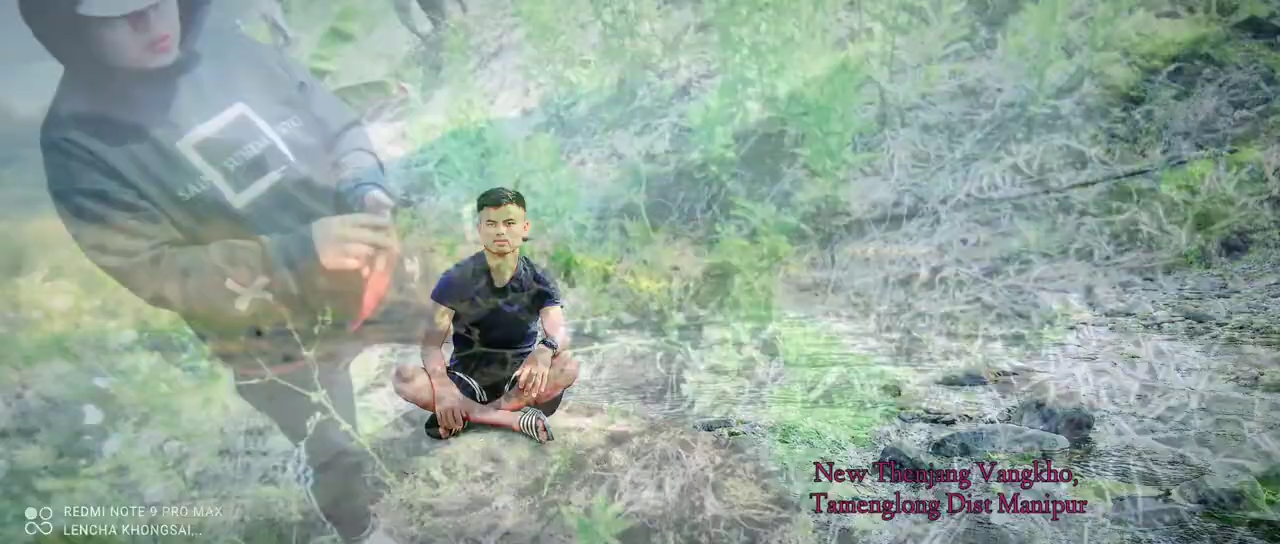 New Thenjang Vangkho,
Tamenglong Dist Manipur
REDMI NOTE 9 PRO MAX
LENCHA KHONGSAI,..